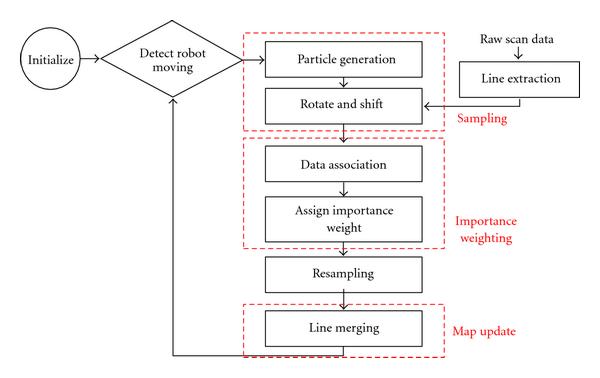 Initialize
Detect robot
moving
Particle generation
Rotate and shift
Raw scan data
Line extraction
Sampling
Data association
Assign importance
weight
Importance
weighting
Resampling
Line merging
Map update